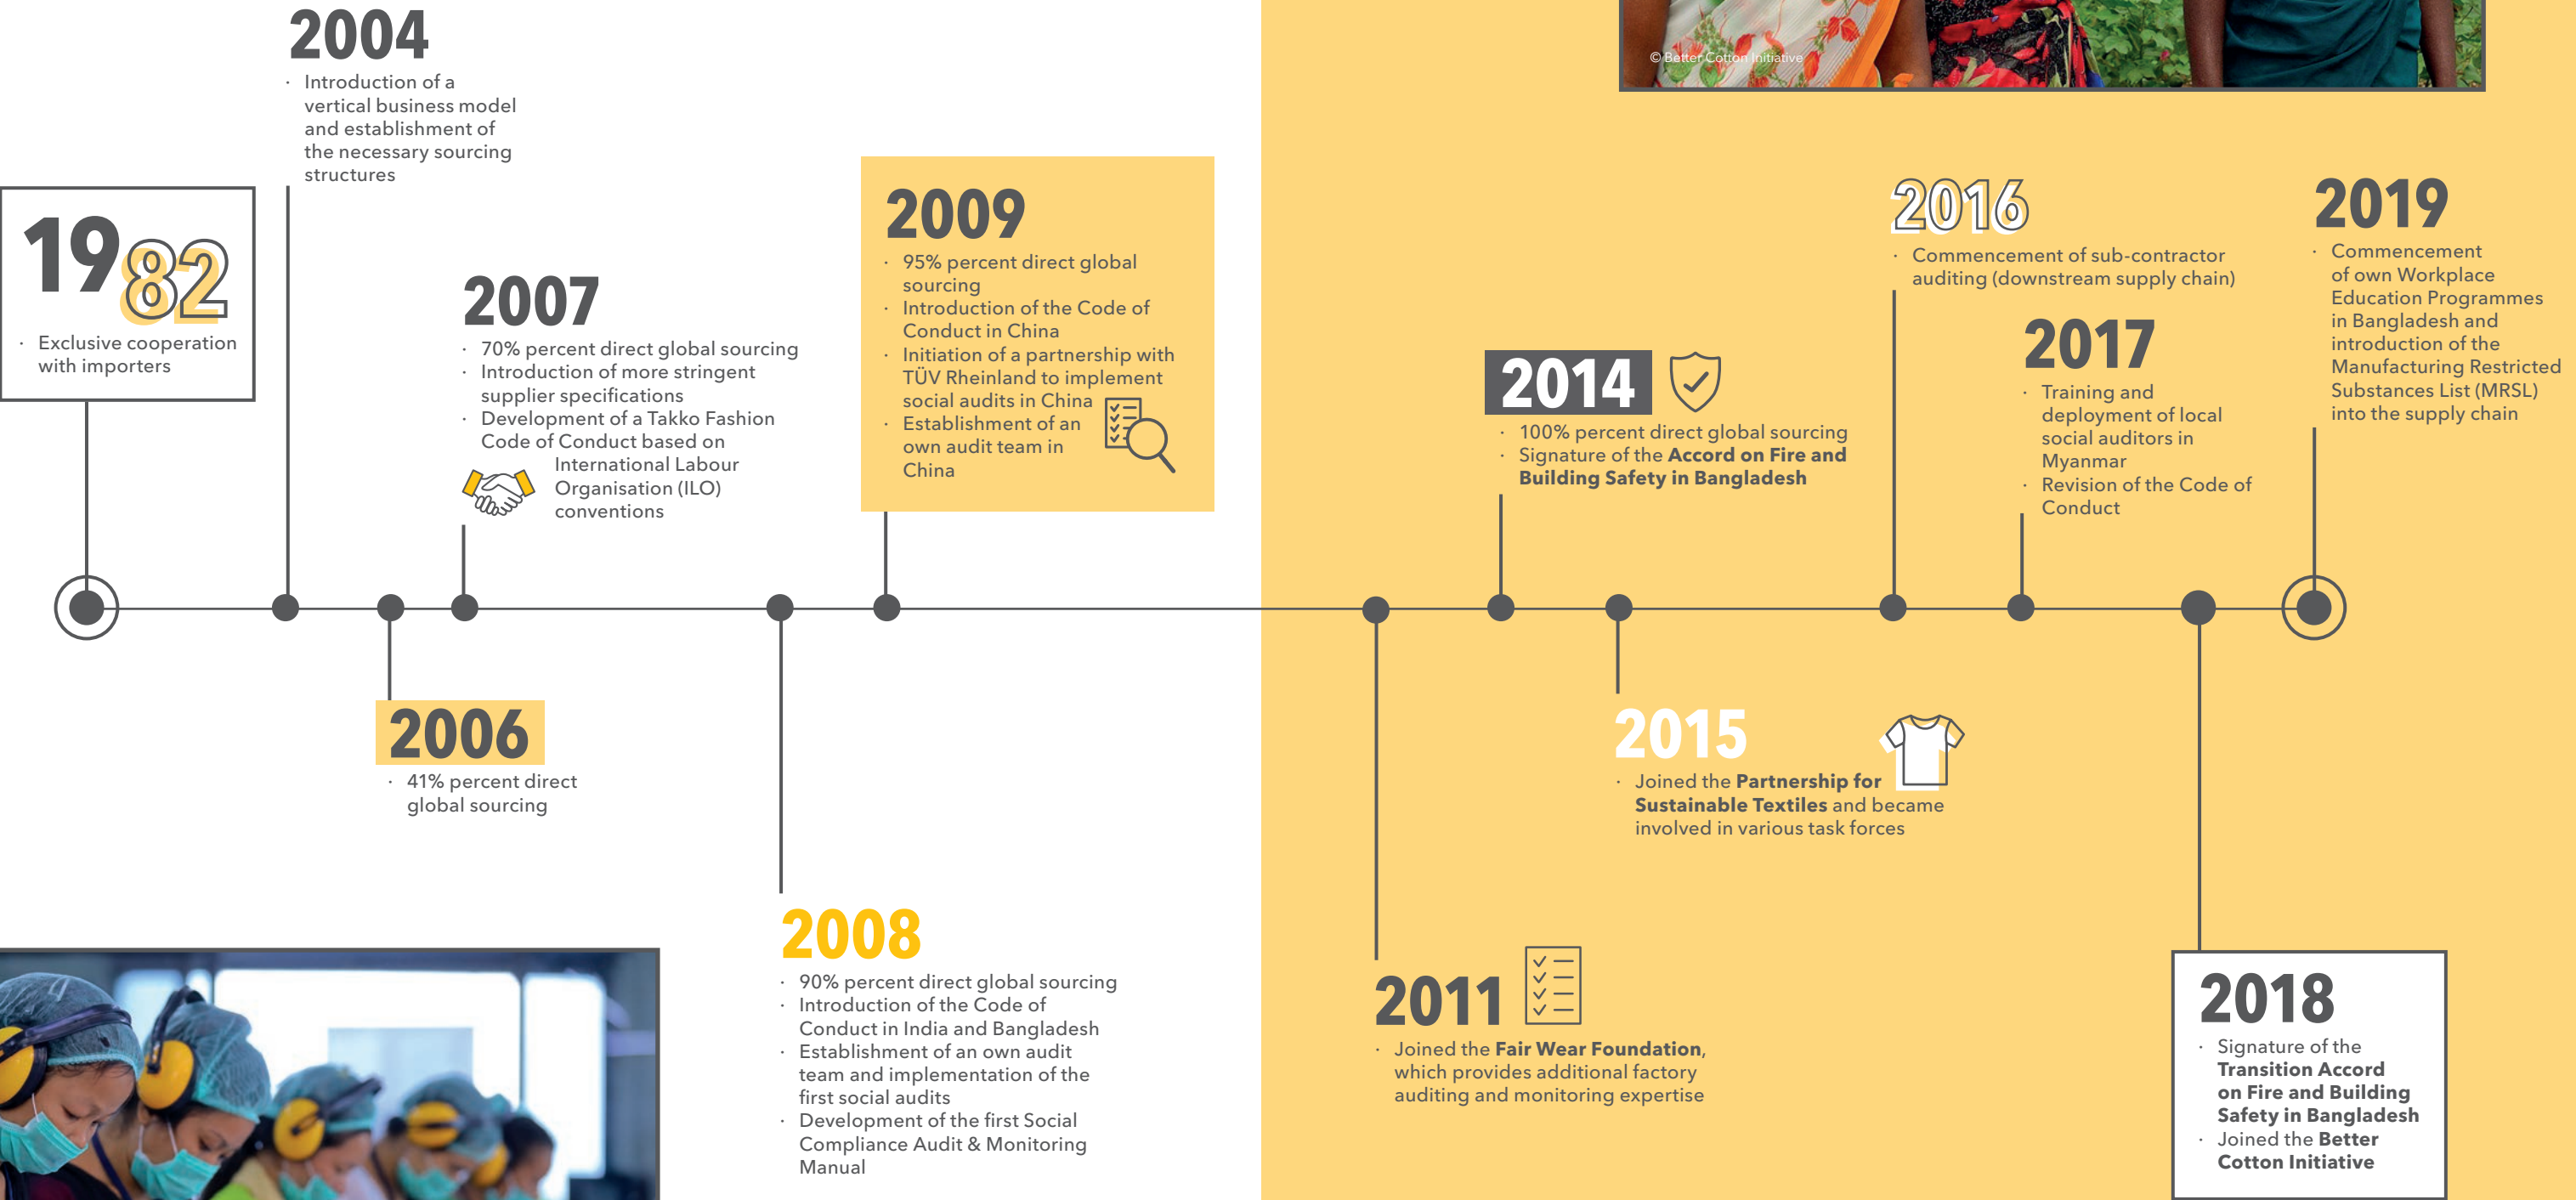 2004
· Introduction of a
vertical business model
and establishment of
the necessary sourcing
structures
1982
· Exclusive cooperation
with importers
2007
· 70% percent direct global sourcing
· Introduction of more stringent
supplier specifications
· Development of a Takko Fashion
Code of Conduct based on
International Labour
Organisation (ILO)
conventions
2009
· 95% percent direct global
sourcing
· Introduction of the Code of
Conduct in China
· Initiation of a partnership with
TÜV Rheinland to implement
social audits in China
· Establishment of an
own audit team in
China
2006
· 41% percent direct
global sourcing
2008
· 90% percent direct global sourcing
· Introduction of the Code of
Conduct in India and Bangladesh
· Establishment of an own audit
team and implementation of the
first social audits
· Development of the first Social
Compliance Audit & Monitoring
Manual
© Better Cotton Initiative
2014
· 100% percent direct global sourcing
· Signature of the Accord on Fire and
Building Safety in Bangladesh
2016
· Commencement of sub-contractor
auditing (downstream supply chain)
2017
· Training and
deployment of local
social auditors in
Myanmar
· Revision of the Code of
Conduct
2019
· Commencement
of own Workplace
Education Programmes
in Bangladesh and
introduction of the
Manufacturing Restricted
Substances List (MRSL)
into the supply chain
2015
· Joined the Partnership for
Sustainable Textiles and became
involved in various task forces
2011
· Joined the Fair Wear Foundation,
which provides additional factory
auditing and monitoring expertise
2018
· Signature of the
Transition Accord
on Fire and Building
Safety in Bangladesh
· Joined the Better
Cotton Initiative